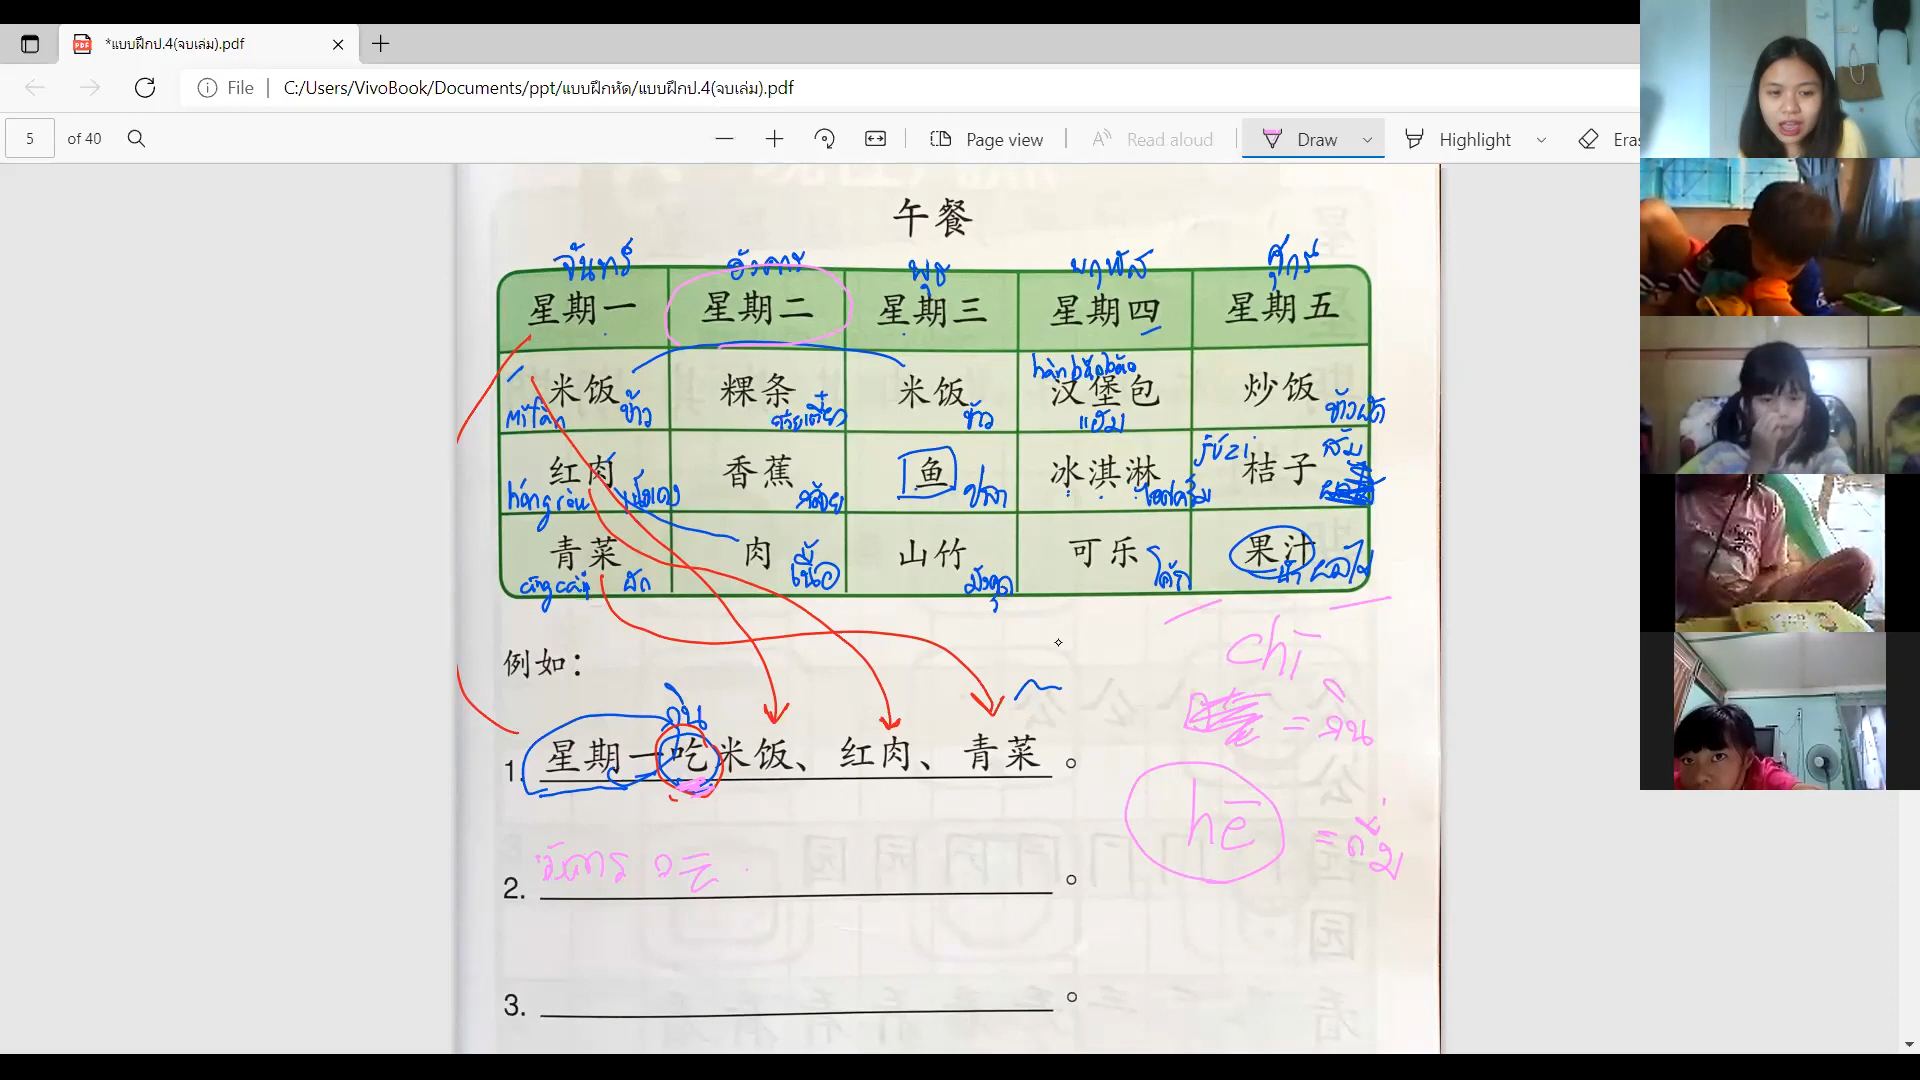 *แบบฝึกป.4(จบเล่ม).pdf
File C:/Users/VivoBook/Documents/ppt/แบบฝึกหัด/แบบฝึกป.4(จบเล่ม).pdf
5 of 40 Page view Read aloud Draw Highlight Eras
午餐
จันทร์ อังคาร พุธ พฤหัส ศุกร์
星期一 星期二 星期三 星期四 星期五
hànbǎobāo
米饭 粿条 米饭 汉堡包 炒饭
mǐfàn ข้าว ก๋วยเตี๋ยว ข้าว แฮม ข้าวผัด
júzi ส้ม
红肉 香蕉 鱼 冰淇淋 桔子
hóngròu เนื้อแดง กล้วย ปลา ไอศครีม
青菜 肉 山竹 可乐 果汁
ผัก เนื้อ มังคุด โค้ก น้ำผลไม้
chī
= กิน
例如：
กิน
1. 星期一吃米饭、红肉、青菜。
hē = ดื่ม
2. อังคาร 。
3. 。